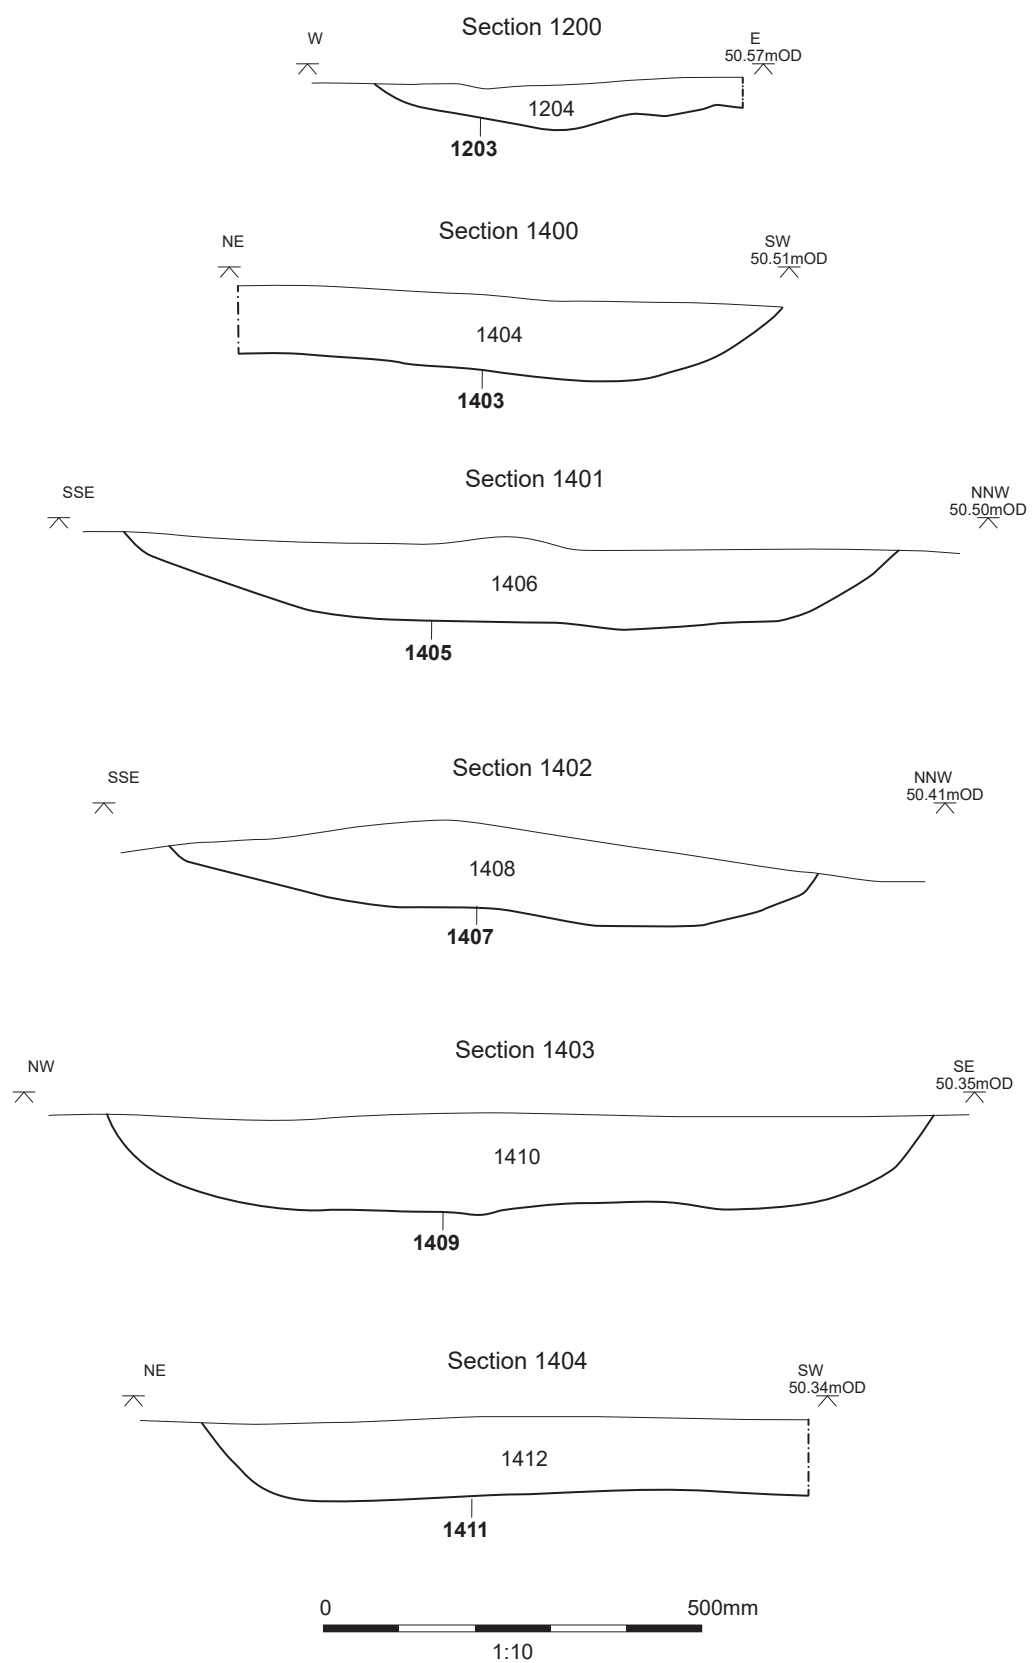 Section 1200
W
E
50.57mOD
1204
1203
Section 1400
NE
SW
50.51mOD
1404
1403
Section 1401
SSE
NNW
50.50mOD
1406
1405
Section 1402
SSE
NNW
50.41mOD
1408
1407
Section 1403
NW
SE
50.35mOD
1410
1409
Section 1404
NE
SW
50.34mOD
1412
1411
0 500mm
1:10